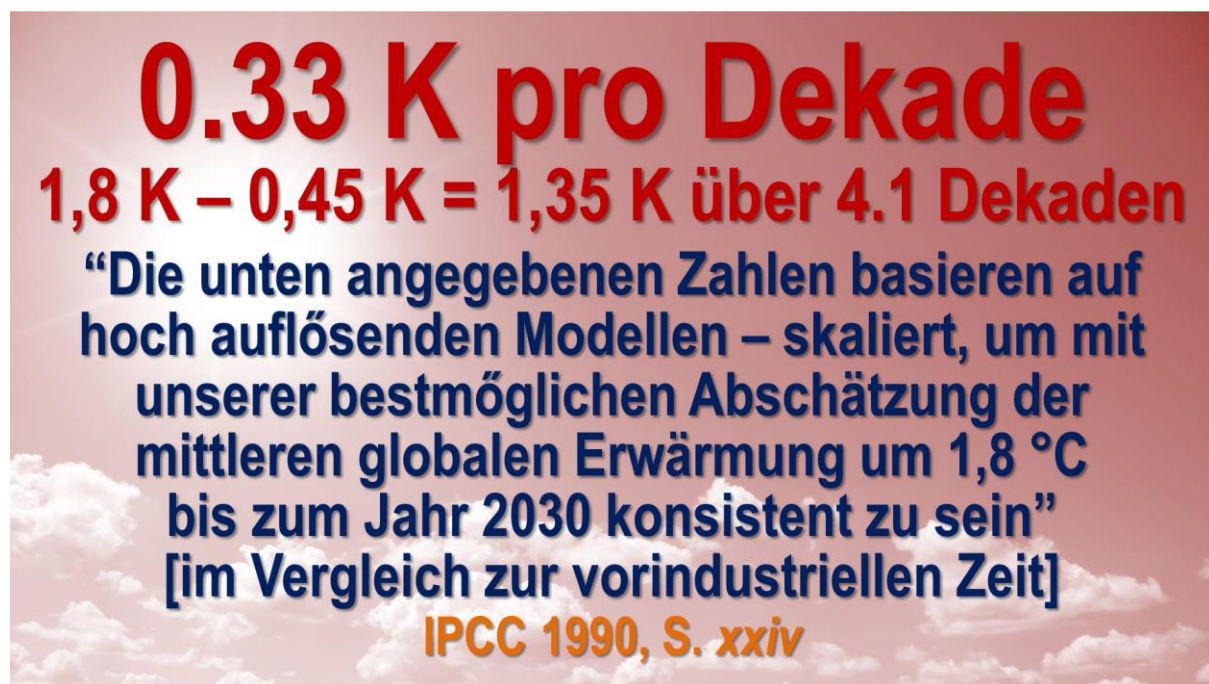 0.33 K pro Dekade
1,8 K – 0,45 K = 1,35 K über 4.1 Dekaden
“Die unten angegebenen Zahlen basieren auf
hoch auflősenden Modellen – skaliert, um mit
unserer bestmőglichen Abschätzung der
mittleren globalen Erwärmung um 1,8 °C
bis zum Jahr 2030 konsistent zu sein”
[im Vergleich zur vorindustriellen Zeit]
IPCC 1990, S. xxiv